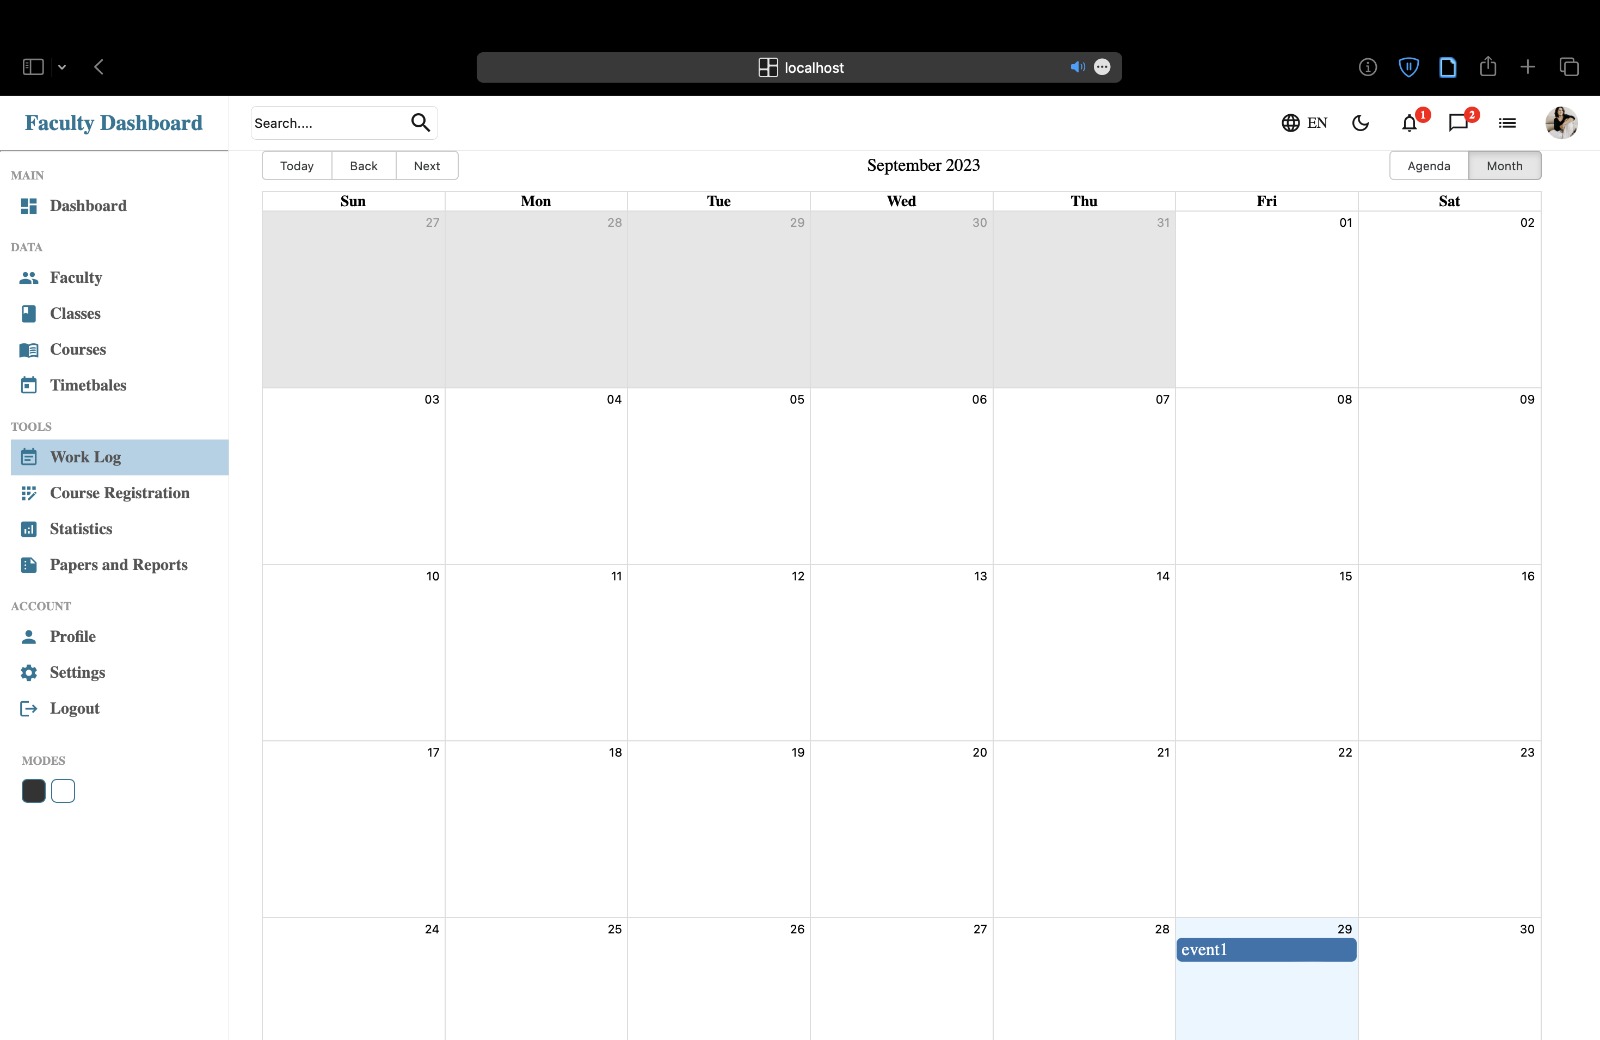 localhost
Faculty Dashboard
Search....
EN
1
2
MAIN
Dashboard
DATA
Faculty
Classes
Courses
Timetbales
TOOLS
Work Log
Course Registration
Statistics
Papers and Reports
ACCOUNT
Profile
Settings
Logout
MODES
Today Back Next
September 2023
Agenda Month
Sun Mon Tue Wed Thu Fri Sat
27 28 29 30 31 01 02
03 04 05 06 07 08 09
10 11 12 13 14 15 16
17 18 19 20 21 22 23
24 25 26 27 28 29 30
event1